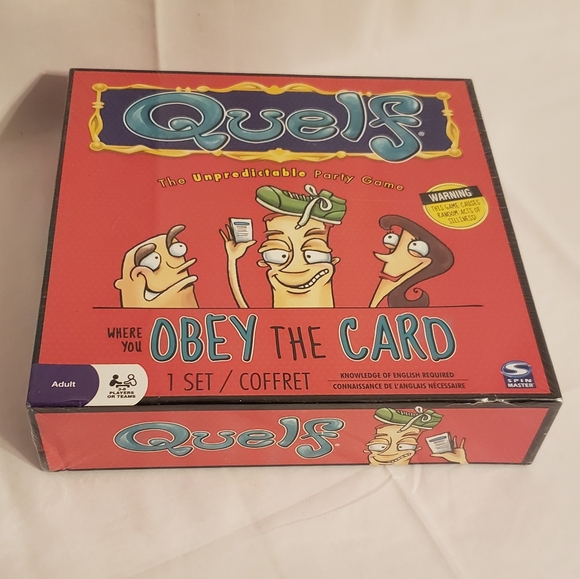 Quelf®
The Unpredictable Party Game
WARNING
THIS GAME CAUSES
RANDOM ACTS OF
SILLINESS!
WHERE
YOU
OBEY THE CARD
Adult
PLAYERS
OR TEAMS
1 SET / COFFRET
KNOWLEDGE OF ENGLISH REQUIRED
CONNAISSANCE DE L'ANGLAIS NÉCESSAIRE
SPIN
MASTER
Quelf®